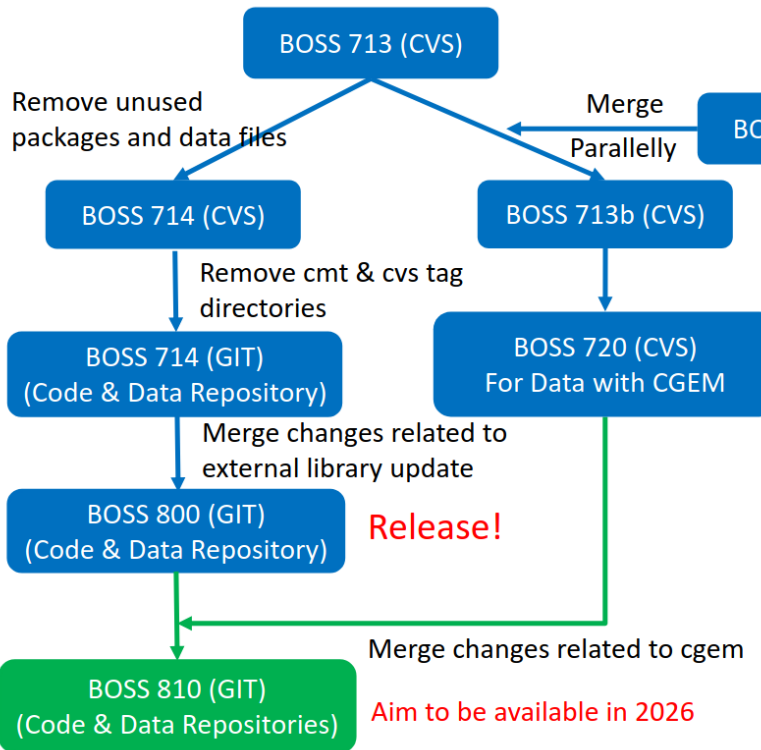 BOSS 713 (CVS)
Remove unused
packages and data files
Merge
Parallelly
BOSS 714 (CVS)
BOSS 713b (CVS)
Remove cmt & cvs tag
directories
BOSS 714 (GIT)
(Code & Data Repository)
BOSS 720 (CVS)
For Data with CGEM
Merge changes related to
external library update
BOSS 800 (GIT)
(Code & Data Repository)
Release!
Merge changes related to cgem
BOSS 810 (GIT)
(Code & Data Repositories)
Aim to be available in 2026